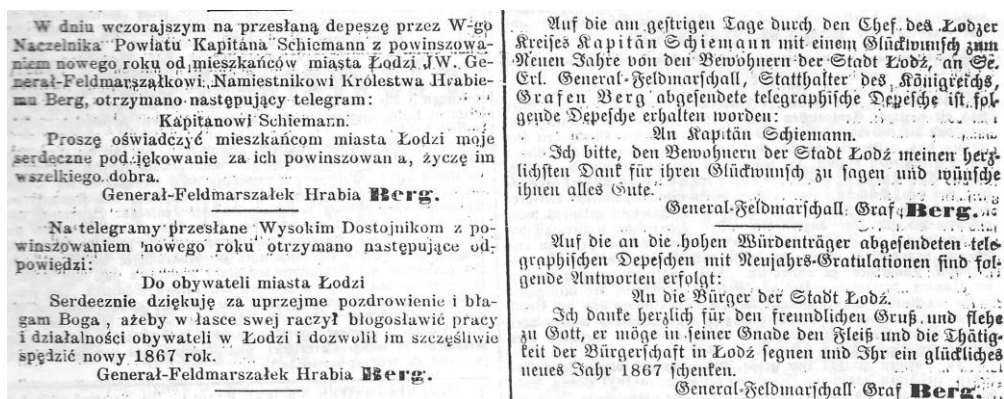 W dniu wczorajszym na przesłaną depeszę przez W-go
Naczelnika Powiatu Kapitana Schiemann z powinszowa-
niem nowego roku od mieszkańców miasta Łodzi JW. Ge-
nerał-Feldmarszałkowi Namiestnikowi Królestwa Hrabie-
mu Berg, otrzymano następujący telegram:
Kapitanowi Schiemann.
Proszę oświadczyć mieszkańcom miasta Łodzi moje
serdeczne podziękowanie za ich powinszowan a, życzę im
wszelkiego dobra.
Generał-Feldmarszałek Hrabia Berg.
Na telegramy przesłane Wysokim Dostojnikom z po-
winszowaniem nowego roku otrzymano następujące od-
powiedzi:
Do obywateli miasta Łodzi
Serdecznie dziękuję za uprzejme pozdrowienie i bła-
gam Boga, ażeby w łasce swej raczył błogosławić pracy
i działalności obywateli w Łodzi i dozwolił im szczęśliwie
spędzić nowy 1867 rok.
Generał-Feldmarszałek Hrabia Berg.
Auf die am gestrigen Tage durch den Chef des Łodzer
Kreises Kapitän Schiemann mit einem Glückwunsch zum
Neuen Jahre von den Bewohnern der Stadt Łodź, an Se.
Erl. General-Feldmarschall, Statthalter des Königreichs,
Grafen Berg abgesendete telegraphische Depesche ist fol-
gende Depesche erhalten worden:
An Kapitän Schiemann.
Ich bitte, den Bewohnern der Stadt Łodź meinen herz-
lichsten Dank für ihren Glückwunsch zu sagen und wünsche
ihnen alles Gute.
General-Feldmarschall Graf Berg.
Auf die an die hohen Würdenträger abgesendeten tele-
graphischen Depeschen mit Neujahrs-Gratulationen sind fol-
gende Antworten erfolgt:
An die Bürger der Stadt Łodź.
Ich danke herzlich für den freundlichen Gruß und flehe
zu Gott, er möge in seiner Gnade den Fleiß und die Thätig-
keit der Bürgerschaft in Łodź segnen und Ihr ein glückliches
neues Jahr 1867 schenken.
General-Feldmarschall Graf Berg.